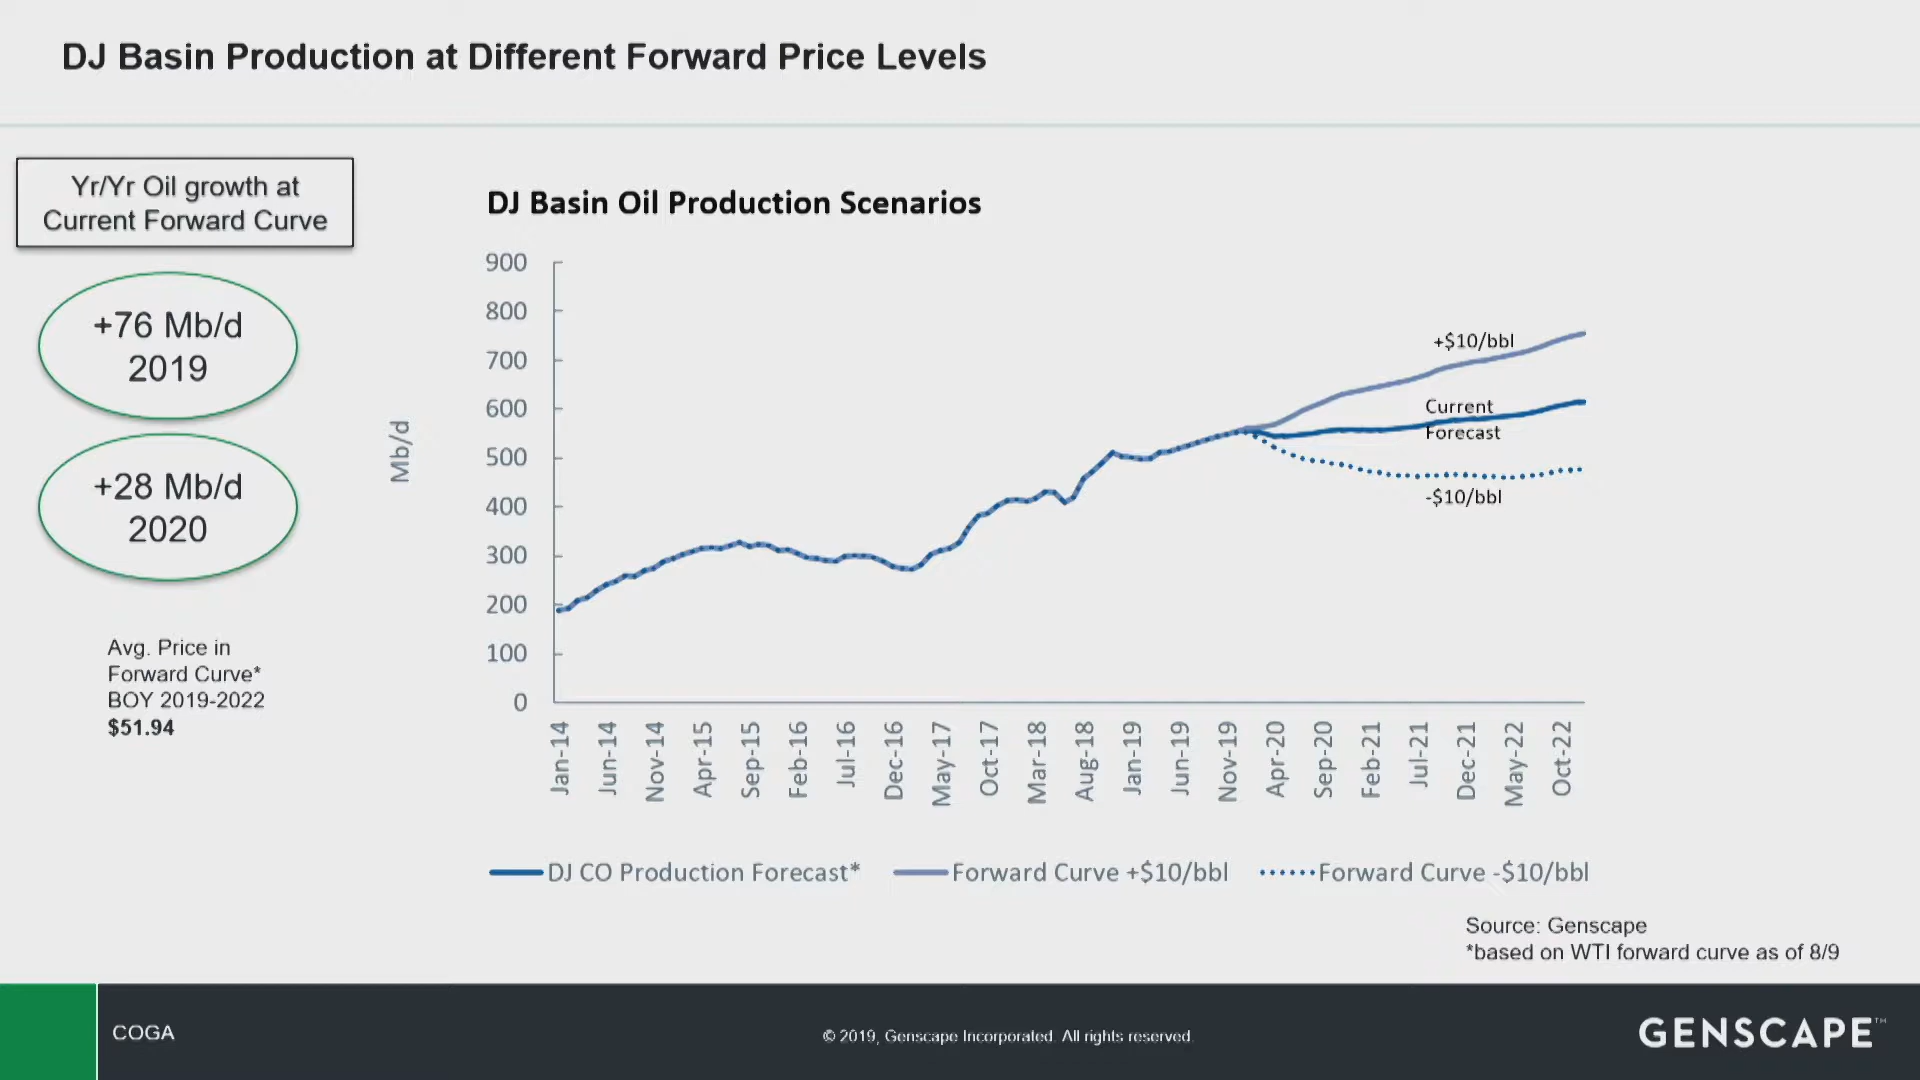 DJ Basin Production at Different Forward Price Levels
Yr/Yr Oil growth at
Current Forward Curve
+76 Mb/d
2019
+28 Mb/d
2020
Avg. Price in
Forward Curve*
BOY 2019-2022
$51.94
DJ Basin Oil Production Scenarios
Mb/d
900
800
700
600
500
400
300
200
100
0
+$10/bbl
Current
Forecast
-$10/bbl
Jan-14
Jun-14
Nov-14
Apr-15
Sep-15
Feb-16
Jul-16
Dec-16
May-17
Oct-17
Mar-18
Aug-18
Jan-19
Jun-19
Nov-19
Apr-20
Sep-20
Feb-21
Jul-21
Dec-21
May-22
Oct-22
DJ CO Production Forecast*
Forward Curve +$10/bbl
Forward Curve -$10/bbl
Source: Genscape
*based on WTI forward curve as of 8/9
COGA
© 2019, Genscape Incorporated. All rights reserved.
GENSCAPE™